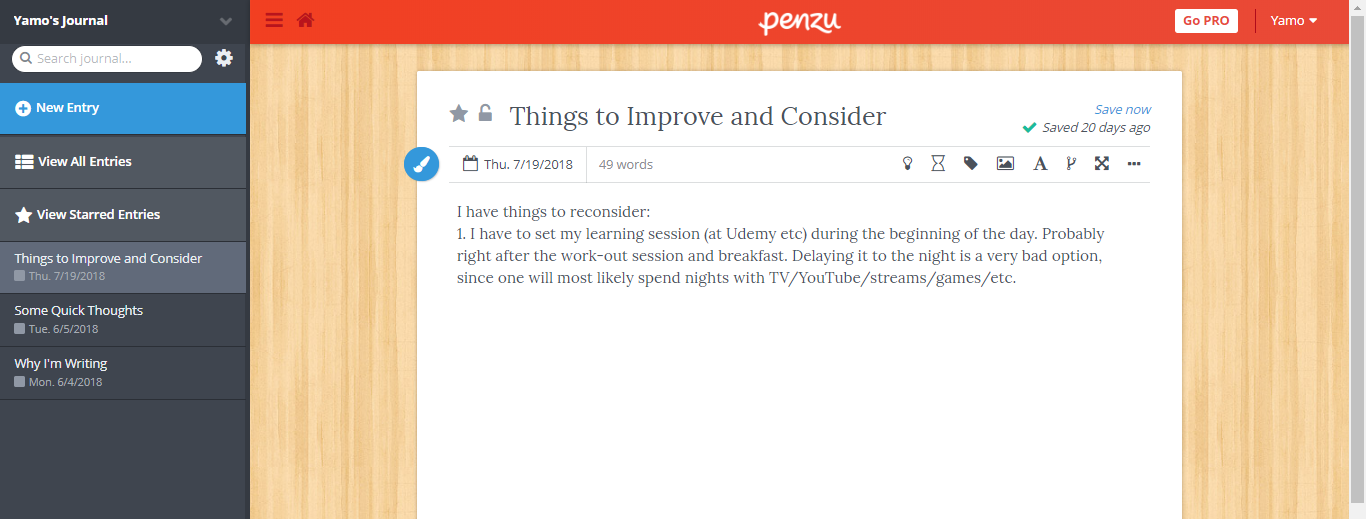 Yamo's Journal
Search journal...
New Entry
View All Entries
View Starred Entries
Things to Improve and Consider
Thu. 7/19/2018
Some Quick Thoughts
Tue. 6/5/2018
Why I'm Writing
Mon. 6/4/2018
penzu
Go PRO
Yamo
Things to Improve and Consider
Save now
Saved 20 days ago
Thu. 7/19/2018
49 words
A
I have things to reconsider:
1. I have to set my learning session (at Udemy etc) during the beginning of the day. Probably
right after the work-out session and breakfast. Delaying it to the night is a very bad option,
since one will most likely spend nights with TV/YouTube/streams/games/etc.